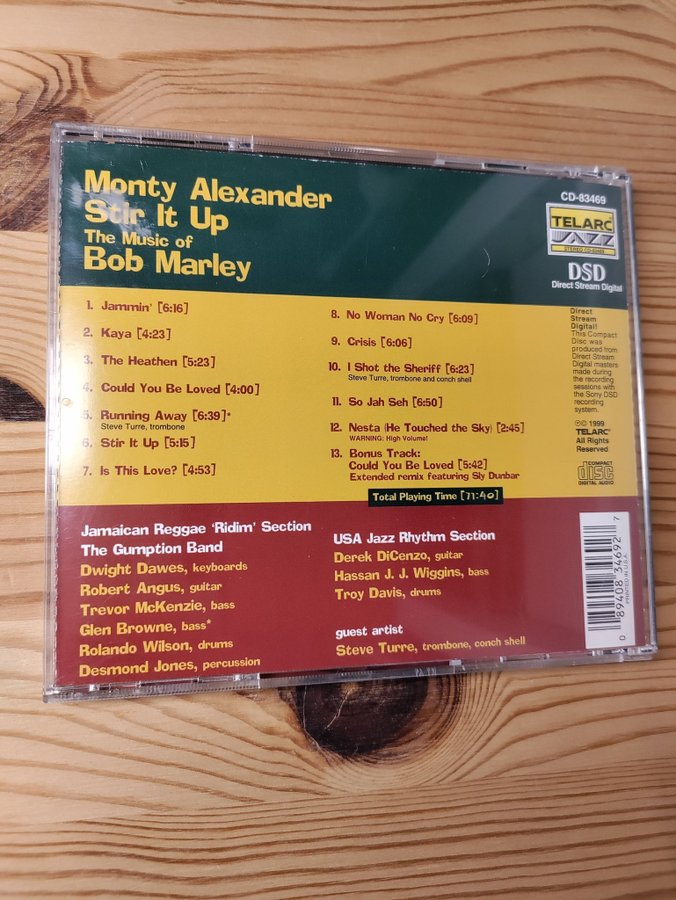 Monty Alexander
Stir It Up
The Music of
Bob Marley
CD-83469
TELARC
JAZZ
STEREO CD-83469
DSD
Direct Stream Digital
1. Jammin' [6:16]
2. Kaya [4:23]
3. The Heathen [5:23]
4. Could You Be Loved [4:00]
5. Running Away [6:39]*
Steve Turre, trombone
6. Stir It Up [5:15]
7. Is This Love? [4:53]
8. No Woman No Cry [6:09]
9. Crisis [6:06]
10. I Shot the Sheriff [6:23]
Steve Turre, trombone and conch shell
11. So Jah Seh [6:50]
12. Nesta (He Touched the Sky) [2:45]
WARNING: High Volume!
13. Bonus Track:
Could You Be Loved [5:42]
Extended remix featuring Sly Dunbar
Total Playing Time [71:40]
Direct
Stream
Digital!
This Compact
Disc was
produced from
Direct Stream
Digital masters
made during
the recording
sessions with
the Sony DSD
recording
system.
℗© 1999
TELARC®
All Rights
Reserved
COMPACT
disc
DIGITAL AUDIO
Jamaican Reggae 'Ridim' Section
The Gumption Band
Dwight Dawes, keyboards
Robert Angus, guitar
Trevor McKenzie, bass
Glen Browne, bass*
Rolando Wilson, drums
Desmond Jones, percussion
USA Jazz Rhythm Section
Derek DiCenzo, guitar
Hassan J. J. Wiggins, bass
Troy Davis, drums
guest artist
Steve Turre, trombone, conch shell
0 89408 34692 7
PRINTED IN U.S.A.